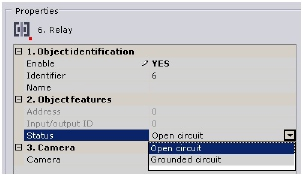 Properties
6. Relay
1. Object identification
Enable YES
Identifier 6
Name
2. Object features
Address 0
Input/output ID 0
Status Open circuit
Open circuit
3. Camera
Grounded circuit
Camera